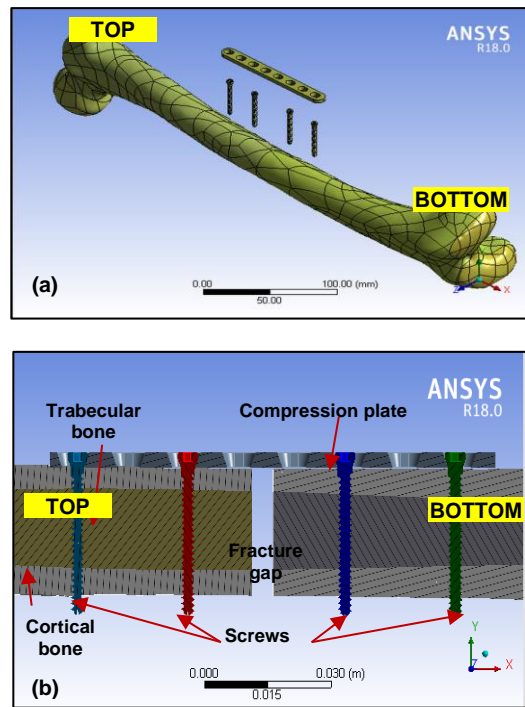 TOP
ANSYS
R18.0
BOTTOM
0.00
100.00 (mm)
50.00
Z
X
(a)
ANSYS
R18.0
Trabecular
bone
Compression plate
TOP
BOTTOM
Fracture
gap
Cortical
bone
Screws
Y
Z
X
0.000
0.030 (m)
0.015
(b)